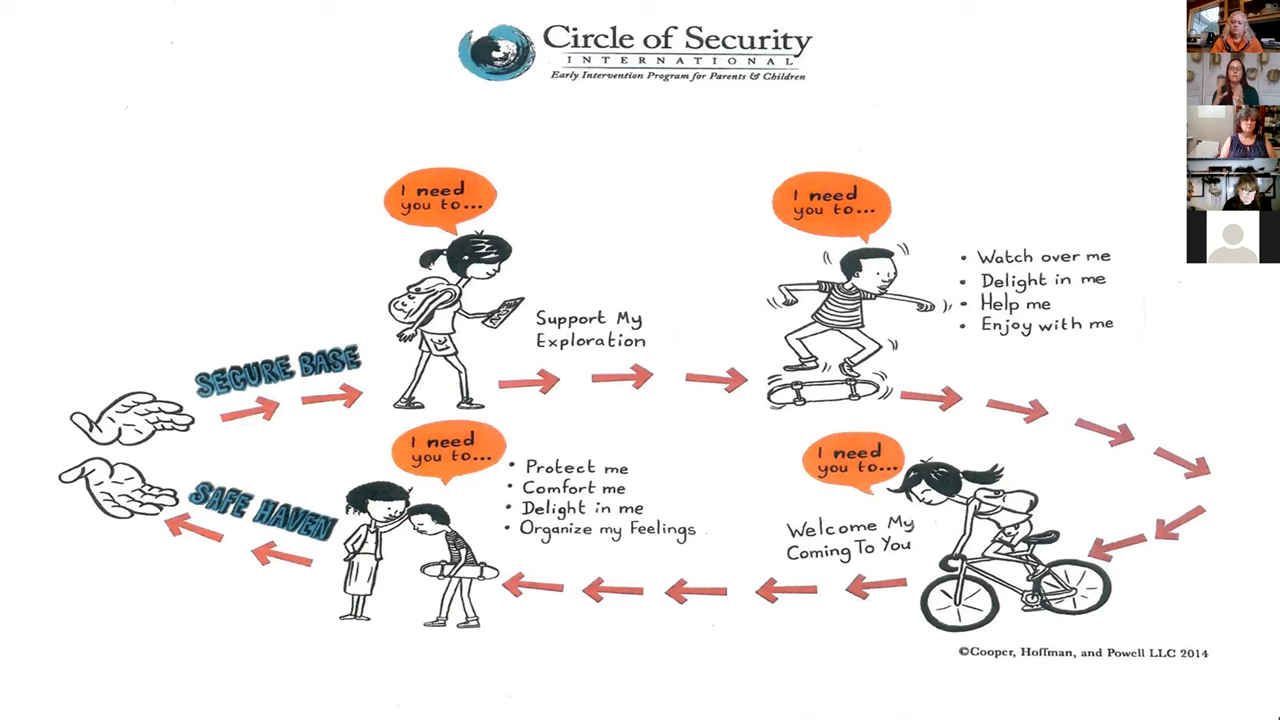 Circle of Security
INTERNATIONAL
Early Intervention Program for Parents & Children
I need
you to...
I need
you to...
• Watch over me
• Delight in me
• Help me
• Enjoy with me
Support My
Exploration
SECURE BASE
I need
you to...
• Protect me
• Comfort me
• Delight in me
• Organize my Feelings
I need
you to...
SAFE HAVEN
Welcome My
Coming To You
©Cooper, Hoffman, and Powell LLC 2014